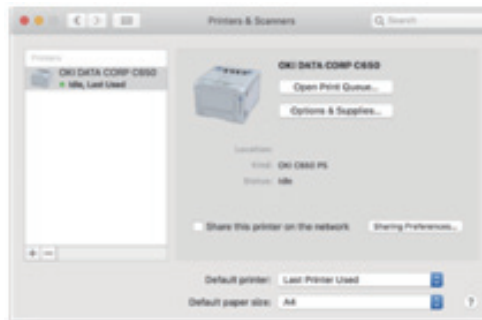 Printers & Scanners
Search
Printers
OKI DATA CORP C650
Idle, Last Used
OKI DATA CORP C650
Open Print Queue...
Options & Supplies...
Location:
Kind: OKI C650 PS
Status: Idle
Share this printer on the network
Sharing Preferences...
+ −
Default printer: Last Printer Used
Default paper size: A4
?